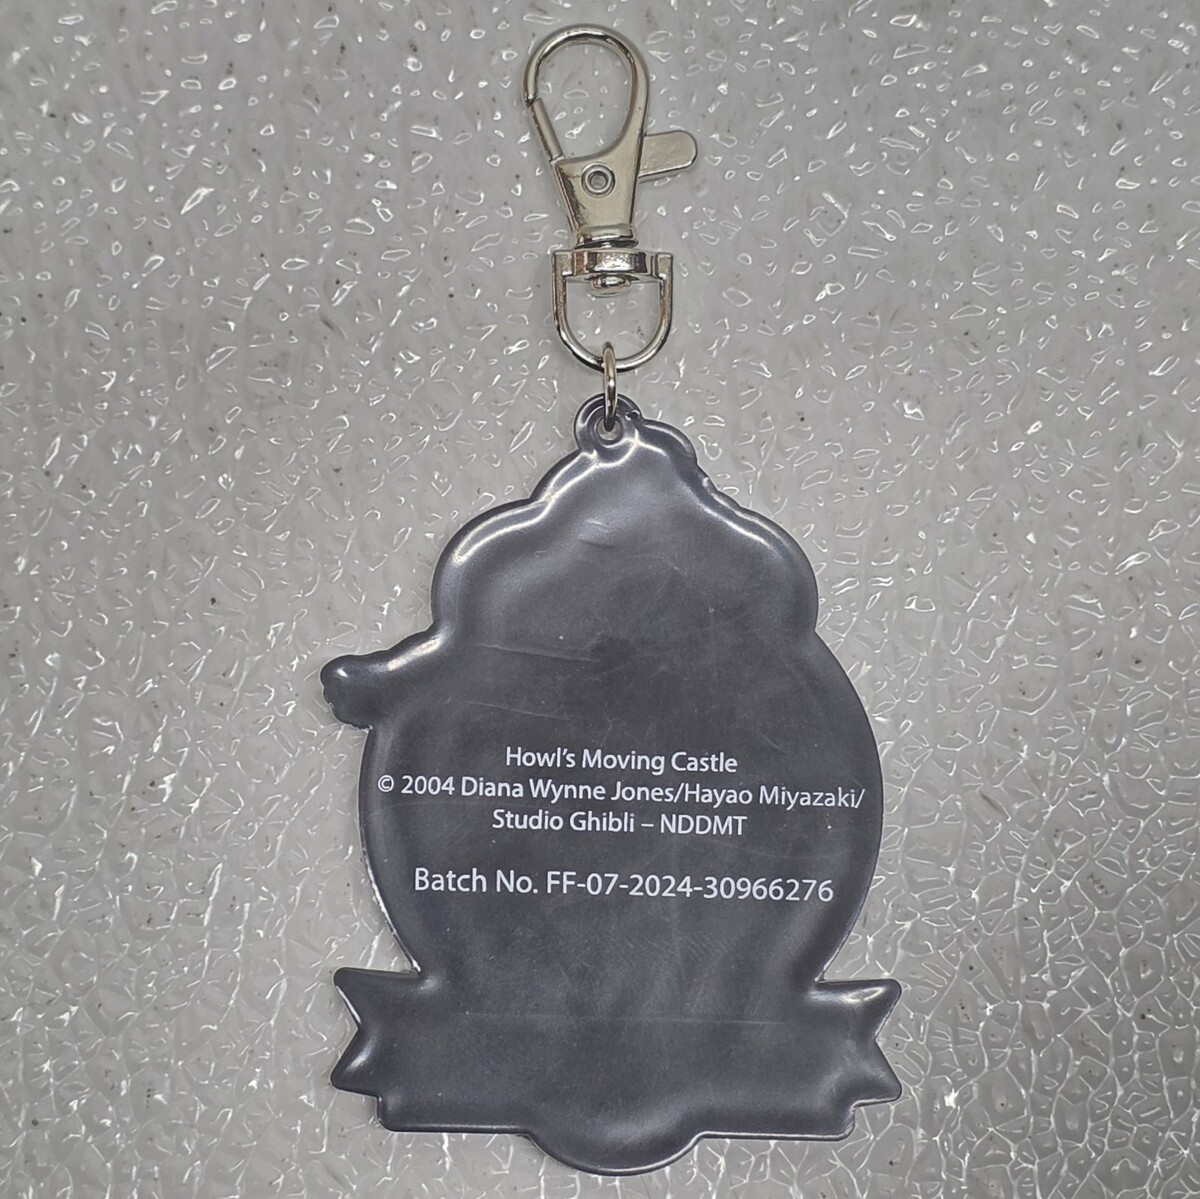 Howl's Moving Castle
© 2004 Diana Wynne Jones/Hayao Miyazaki/
Studio Ghibli – NDDMT
Batch No. FF-07-2024-30966276